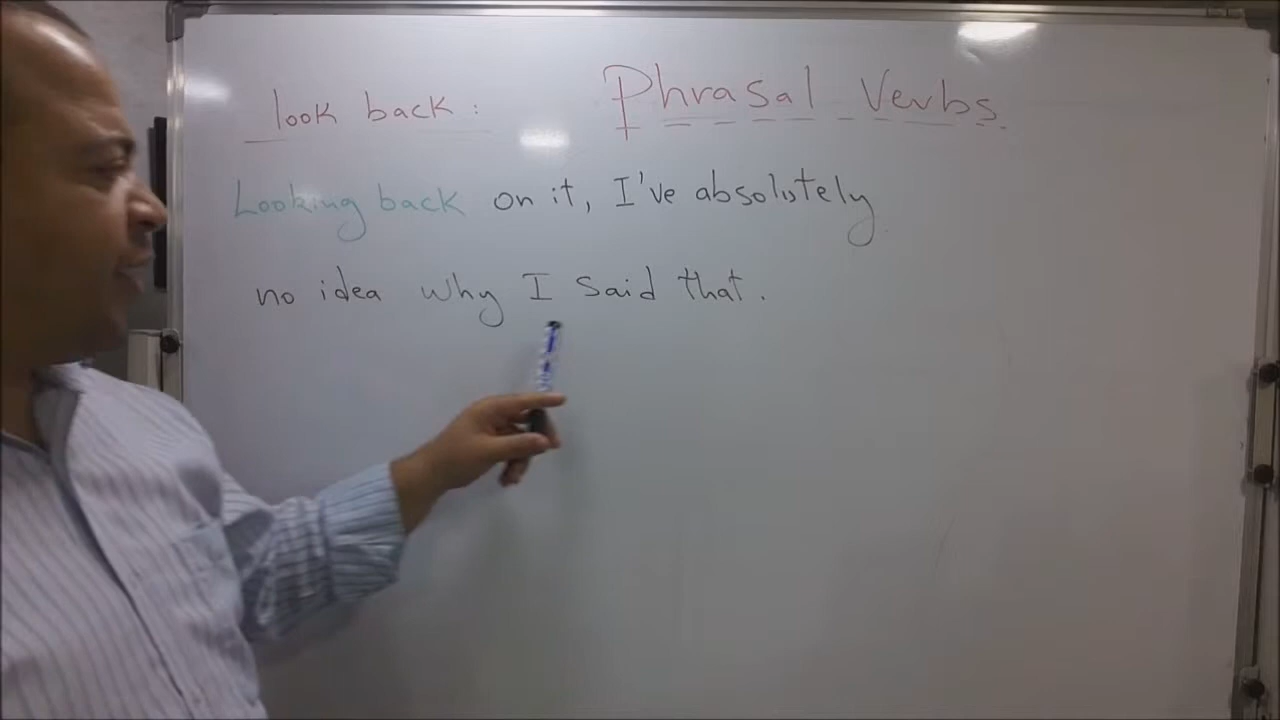 Phrasal Verbs
look back:
Looking back on it, I've absolutely
no idea why I said that.